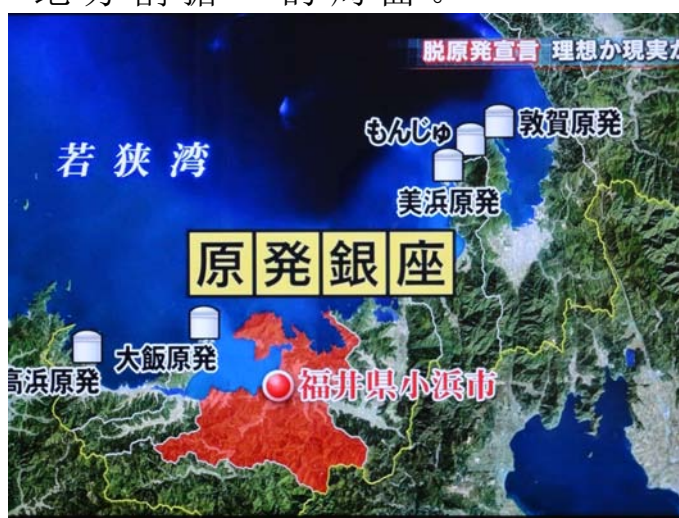 脱原発宣言 理想か現実か
もんじゅ
敦賀原発
若狭湾
美浜原発
原発銀座
大飯原発
高浜原発
福井県小浜市